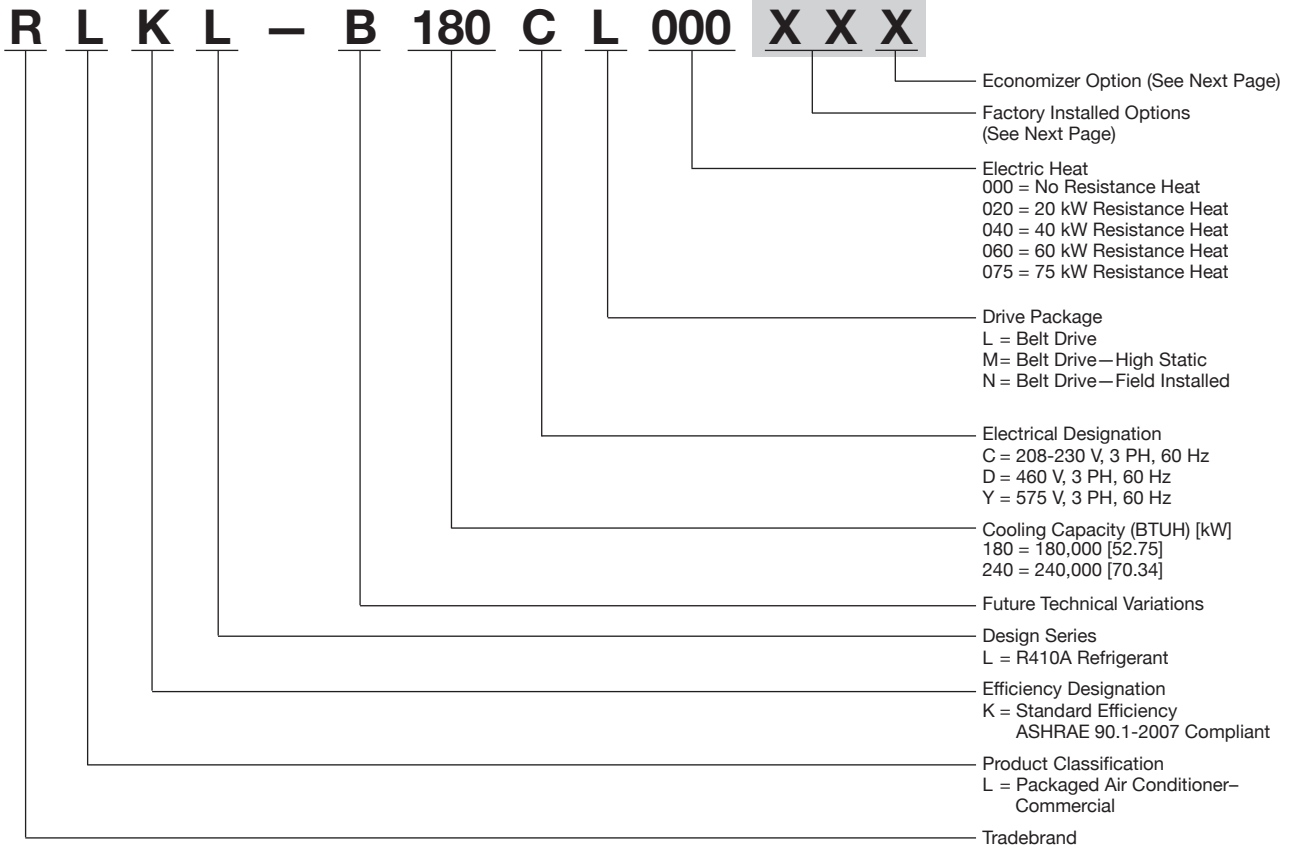 R L K L — B 180 C L 000 X X X
Economizer Option (See Next Page)
Factory Installed Options
(See Next Page)
Electric Heat
000 = No Resistance Heat
020 = 20 kW Resistance Heat
040 = 40 kW Resistance Heat
060 = 60 kW Resistance Heat
075 = 75 kW Resistance Heat
Drive Package
L = Belt Drive
M= Belt Drive—High Static
N = Belt Drive—Field Installed
Electrical Designation
C = 208-230 V, 3 PH, 60 Hz
D = 460 V, 3 PH, 60 Hz
Y = 575 V, 3 PH, 60 Hz
Cooling Capacity (BTUH) [kW]
180 = 180,000 [52.75]
240 = 240,000 [70.34]
Future Technical Variations
Design Series
L = R410A Refrigerant
Efficiency Designation
K = Standard Efficiency
ASHRAE 90.1-2007 Compliant
Product Classification
L = Packaged Air Conditioner–
Commercial
Tradebrand